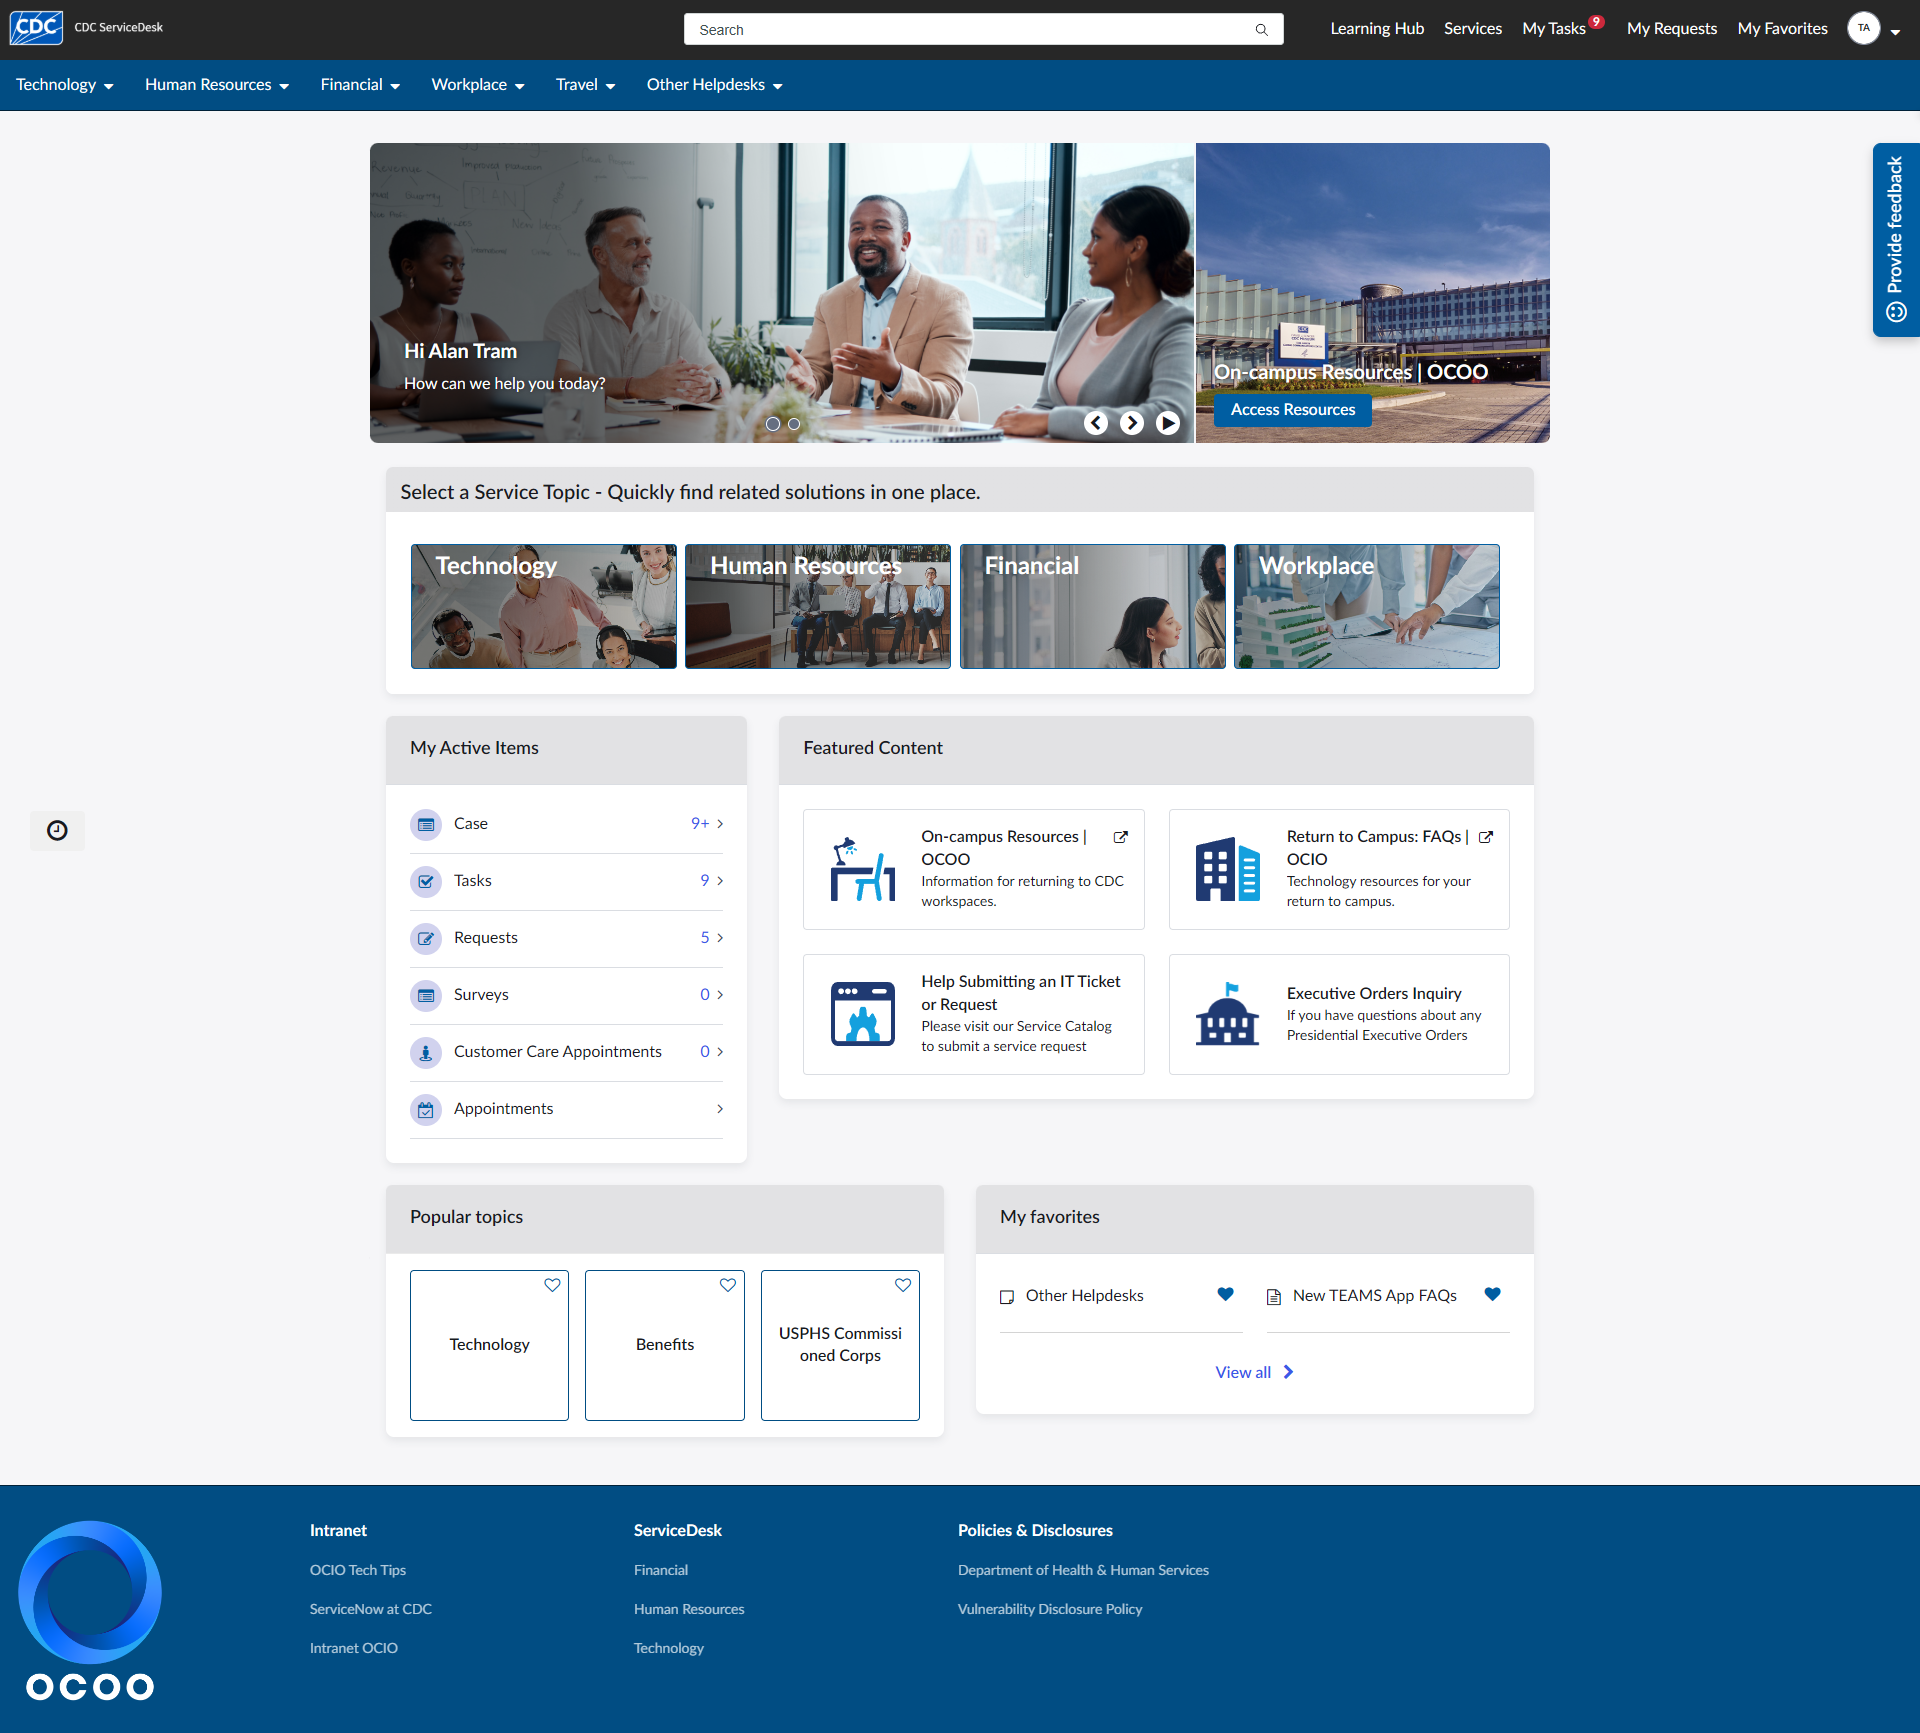 CDC
CDC ServiceDesk
Search
Learning Hub
Services
My Tasks 9
My Requests
My Favorites
TA
Technology
Human Resources
Financial
Workplace
Travel
Other Helpdesks
Provide feedback
PLAN
Hi Alan Tram
How can we help you today?
On-campus Resources | OCOO
Access Resources
Select a Service Topic - Quickly find related solutions in one place.
Technology
Human Resources
Financial
Workplace
My Active Items
Case 9+
Tasks 9
Requests 5
Surveys 0
Customer Care Appointments 0
Appointments
Featured Content
On-campus Resources |
OCOO
Information for returning to CDC
workspaces.
Return to Campus: FAQs |
OCIO
Technology resources for your
return to campus.
Help Submitting an IT Ticket
or Request
Please visit our Service Catalog
to submit a service request
Executive Orders Inquiry
If you have questions about any
Presidential Executive Orders
Popular topics
Technology
Benefits
USPHS Commissi
oned Corps
My favorites
Other Helpdesks
New TEAMS App FAQs
View all
OCOO
Intranet
OCIO Tech Tips
ServiceNow at CDC
Intranet OCIO
ServiceDesk
Financial
Human Resources
Technology
Policies & Disclosures
Department of Health & Human Services
Vulnerability Disclosure Policy